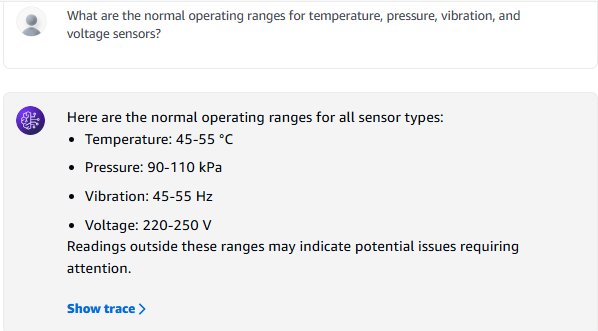 What are the normal operating ranges for temperature, pressure, vibration, and
voltage sensors?
Here are the normal operating ranges for all sensor types:
• Temperature: 45-55 °C
• Pressure: 90-110 kPa
• Vibration: 45-55 Hz
• Voltage: 220-250 V
Readings outside these ranges may indicate potential issues requiring
attention.
Show trace